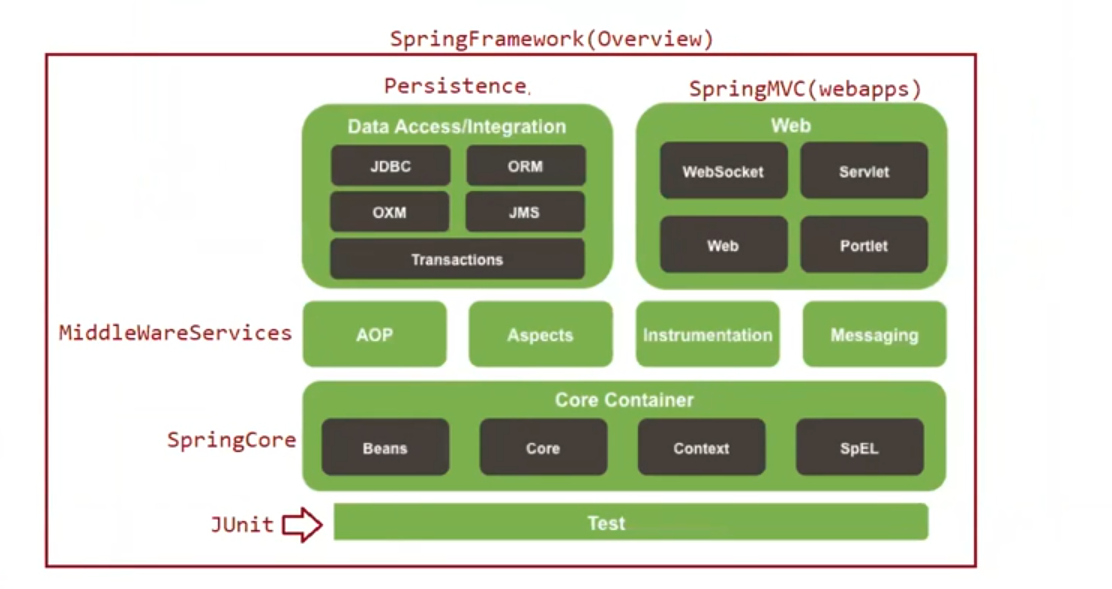 SpringFramework(Overview)
Persistence.
SpringMVC(webapps)
Data Access/Integration
JDBC
ORM
OXM
JMS
Transactions
Web
WebSocket
Servlet
Web
Portlet
MiddleWareServices
AOP
Aspects
Instrumentation
Messaging
SpringCore
Core Container
Beans
Core
Context
SpEL
JUnit
Test